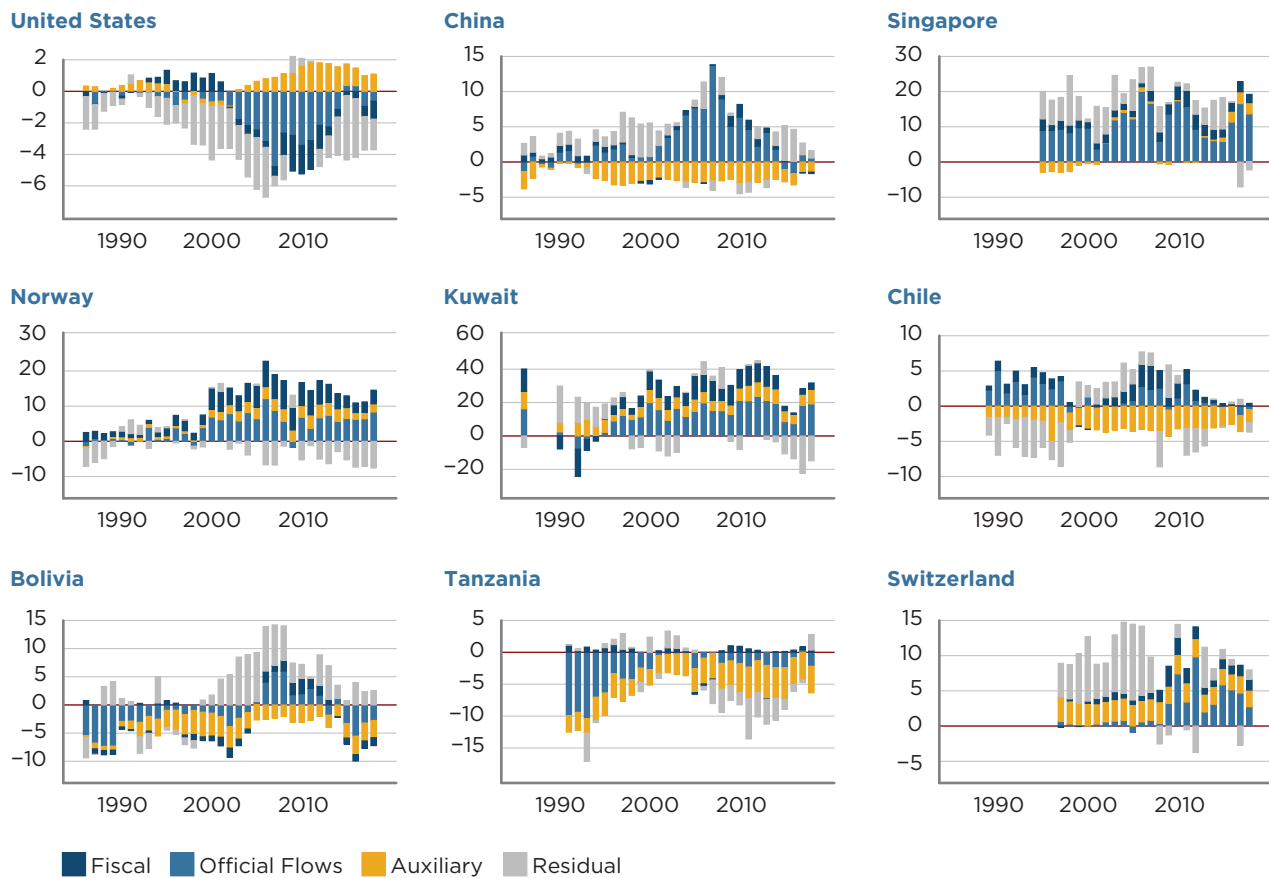 United States
2
0
−2
−4
−6
1990 2000 2010
China
15
10
5
0
−5
1990 2000 2010
Singapore
30
20
10
0
−10
1990 2000 2010
Norway
30
20
10
0
−10
1990 2000 2010
Kuwait
60
40
20
0
−20
1990 2000 2010
Chile
10
5
0
−5
−10
1990 2000 2010
Bolivia
15
10
5
0
−5
−10
1990 2000 2010
Tanzania
5
0
−5
−10
−15
1990 2000 2010
Switzerland
15
10
5
0
−5
1990 2000 2010
Fiscal Official Flows Auxiliary Residual